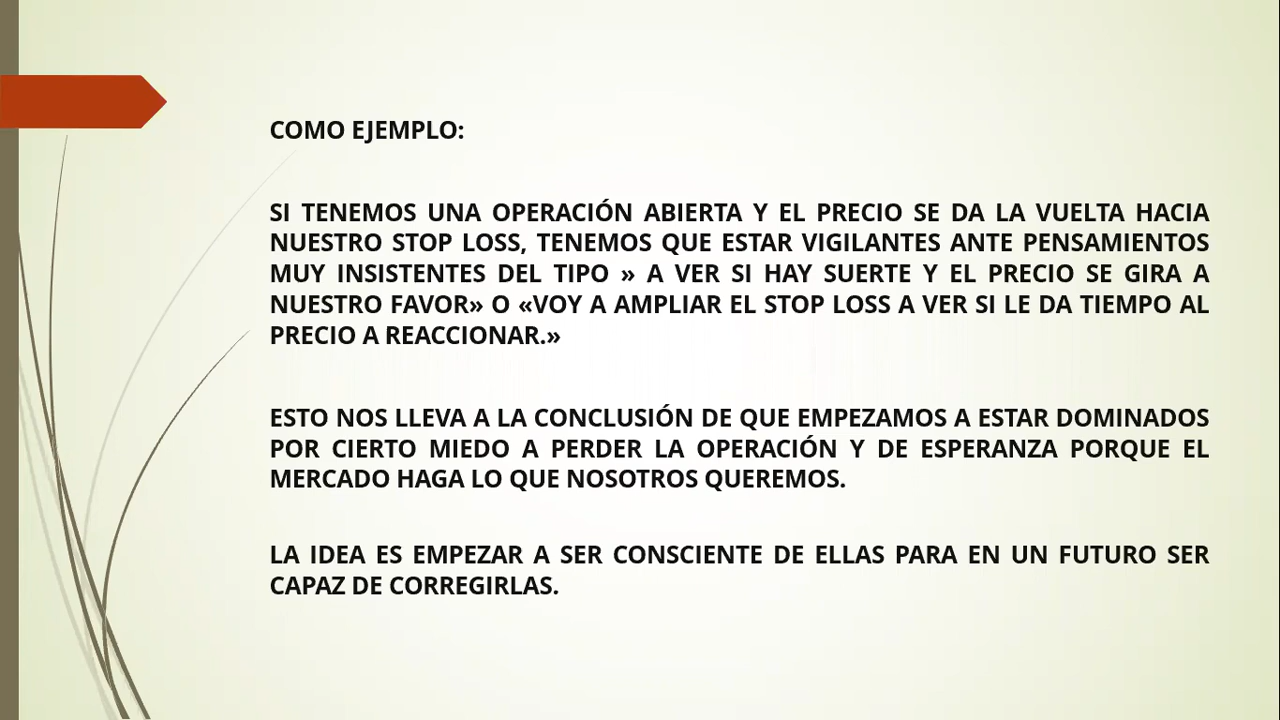 COMO EJEMPLO:
SI TENEMOS UNA OPERACIÓN ABIERTA Y EL PRECIO SE DA LA VUELTA HACIA
NUESTRO STOP LOSS, TENEMOS QUE ESTAR VIGILANTES ANTE PENSAMIENTOS
MUY INSISTENTES DEL TIPO » A VER SI HAY SUERTE Y EL PRECIO SE GIRA A
NUESTRO FAVOR» O «VOY A AMPLIAR EL STOP LOSS A VER SI LE DA TIEMPO AL
PRECIO A REACCIONAR.»
ESTO NOS LLEVA A LA CONCLUSIÓN DE QUE EMPEZAMOS A ESTAR DOMINADOS
POR CIERTO MIEDO A PERDER LA OPERACIÓN Y DE ESPERANZA PORQUE EL
MERCADO HAGA LO QUE NOSOTROS QUEREMOS.
LA IDEA ES EMPEZAR A SER CONSCIENTE DE ELLAS PARA EN UN FUTURO SER
CAPAZ DE CORREGIRLAS.